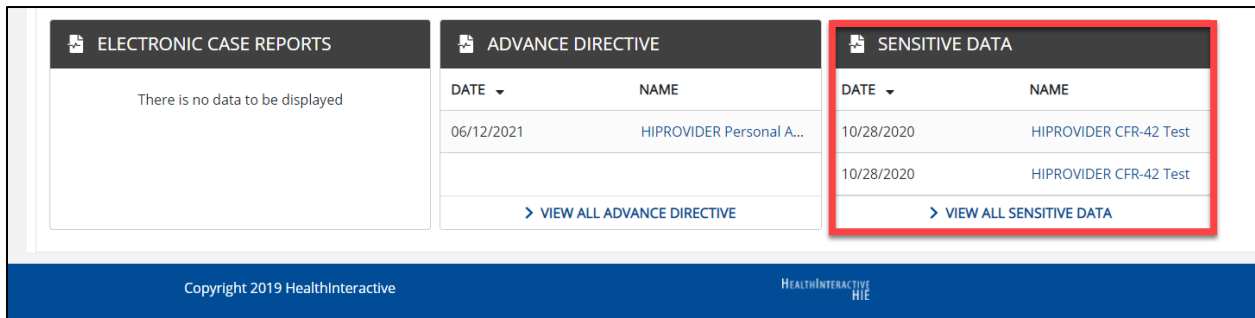 ELECTRONIC CASE REPORTS
There is no data to be displayed
ADVANCE DIRECTIVE
DATE NAME
06/12/2021 HIPROVIDER Personal A...
VIEW ALL ADVANCE DIRECTIVE
SENSITIVE DATA
DATE NAME
10/28/2020 HIPROVIDER CFR-42 Test
10/28/2020 HIPROVIDER CFR-42 Test
VIEW ALL SENSITIVE DATA
Copyright 2019 HealthInteractive
HEALTHINTERACTIVE
HIE